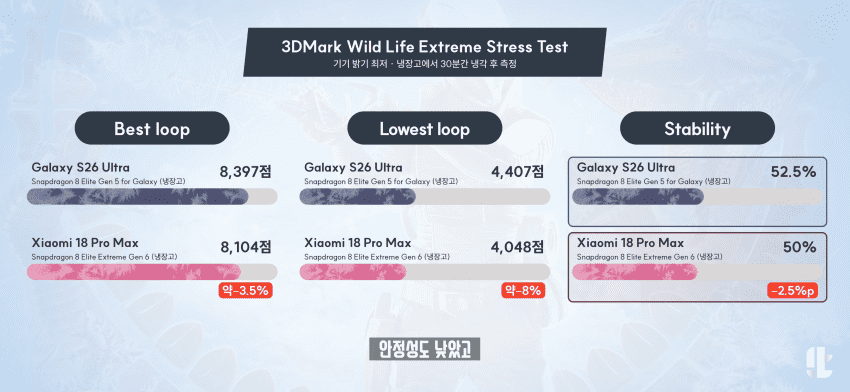 3DMark Wild Life Extreme Stress Test
기기 밝기 최저 · 냉장고에서 30분간 냉각 후 측정
Best loop
Galaxy S26 Ultra
Snapdragon 8 Elite Gen 5 for Galaxy (냉장고)
8,397점
Xiaomi 18 Pro Max
Snapdragon 8 Elite Extreme Gen 6 (냉장고)
8,104점
약-3.5%
Lowest loop
Galaxy S26 Ultra
Snapdragon 8 Elite Gen 5 for Galaxy (냉장고)
4,407점
Xiaomi 18 Pro Max
Snapdragon 8 Elite Extreme Gen 6 (냉장고)
4,048점
약-8%
Stability
Galaxy S26 Ultra
Snapdragon 8 Elite Gen 5 for Galaxy (냉장고)
52.5%
Xiaomi 18 Pro Max
Snapdragon 8 Elite Extreme Gen 6 (냉장고)
50%
-2.5%p
안정성도 낮았고